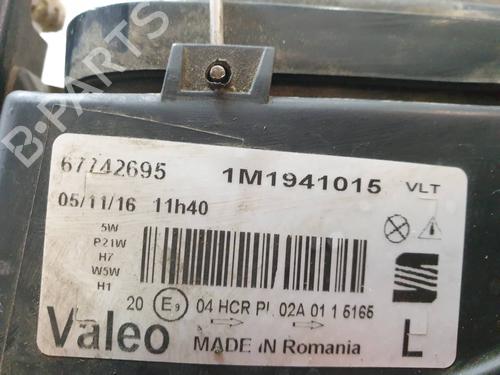 B-PARTS
67742695 1M1941015 VLT
05/11/16 11h40
5W
P21W
H7
W5W
H1
20 E9 04 HCR PL 02A 01 1 5165
Valeo MADE IN Romania L